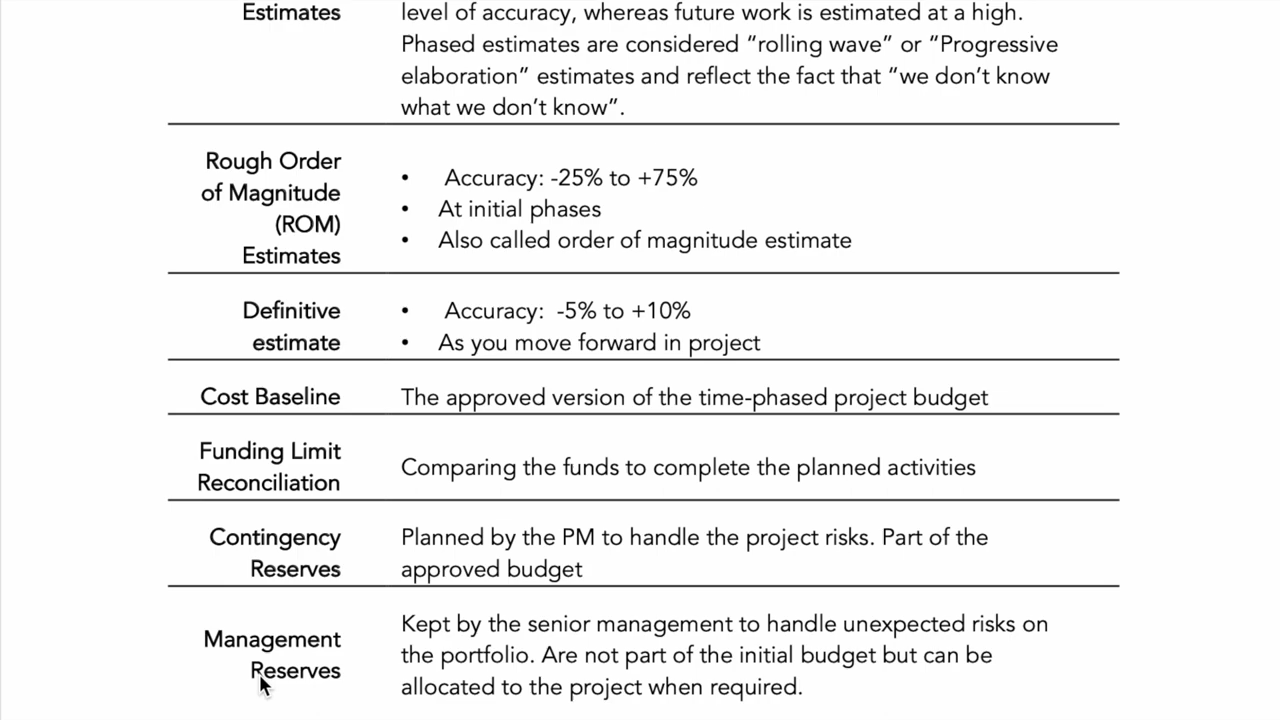 Estimates
level of accuracy, whereas future work is estimated at a high.
Phased estimates are considered “rolling wave” or “Progressive
elaboration” estimates and reflect the fact that “we don’t know
what we don’t know”.
Rough Order
of Magnitude
(ROM)
Estimates
• Accuracy: -25% to +75%
• At initial phases
• Also called order of magnitude estimate
Definitive
estimate
• Accuracy: -5% to +10%
• As you move forward in project
Cost Baseline
The approved version of the time-phased project budget
Funding Limit
Reconciliation
Comparing the funds to complete the planned activities
Contingency
Reserves
Planned by the PM to handle the project risks. Part of the
approved budget
Management
Reserves
Kept by the senior management to handle unexpected risks on
the portfolio. Are not part of the initial budget but can be
allocated to the project when required.